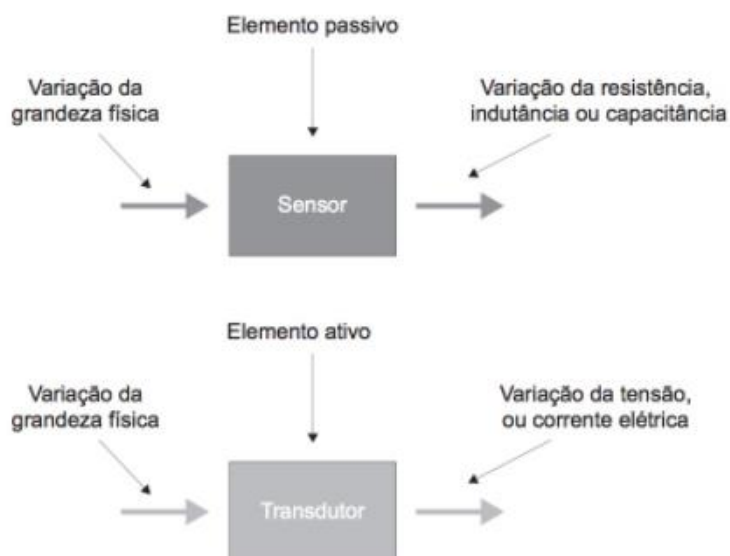 Elemento passivo
Variação da
grandeza física
Variação da resistência,
indutância ou capacitância
Sensor
Elemento ativo
Variação da
grandeza física
Variação da tensão,
ou corrente elétrica
Transdutor